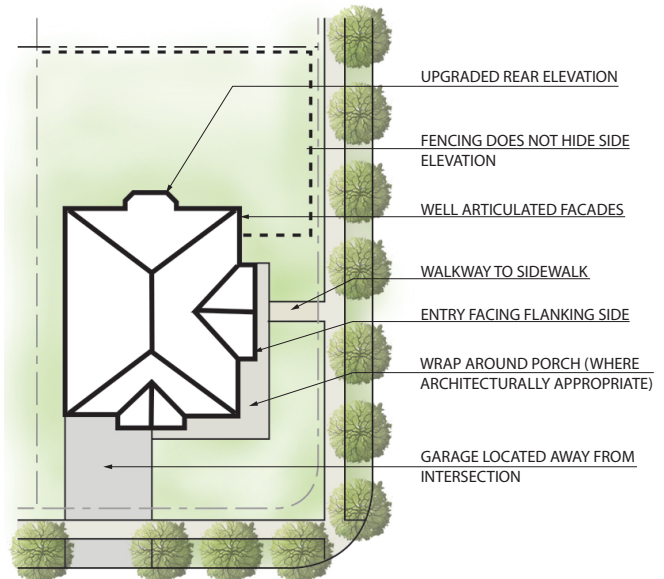 UPGRADED REAR ELEVATION
FENCING DOES NOT HIDE SIDE
ELEVATION
WELL ARTICULATED FACADES
WALKWAY TO SIDEWALK
ENTRY FACING FLANKING SIDE
WRAP AROUND PORCH (WHERE
ARCHITECTURALLY APPROPRIATE)
GARAGE LOCATED AWAY FROM
INTERSECTION